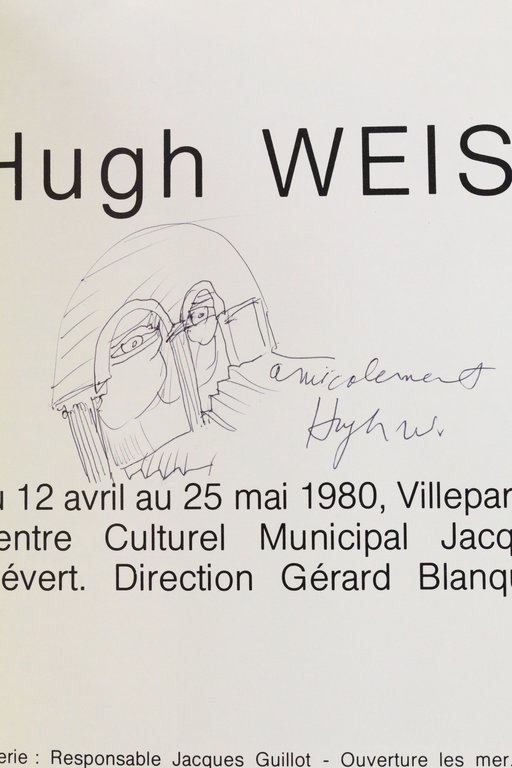 Hugh WEIS
amicalement
Hugh W.
u 12 avril au 25 mai 1980, Villepar
entre Culturel Municipal Jacq
évert. Direction Gérard Blanqu
erie : Responsable Jacques Guillot - Ouverture les mer.